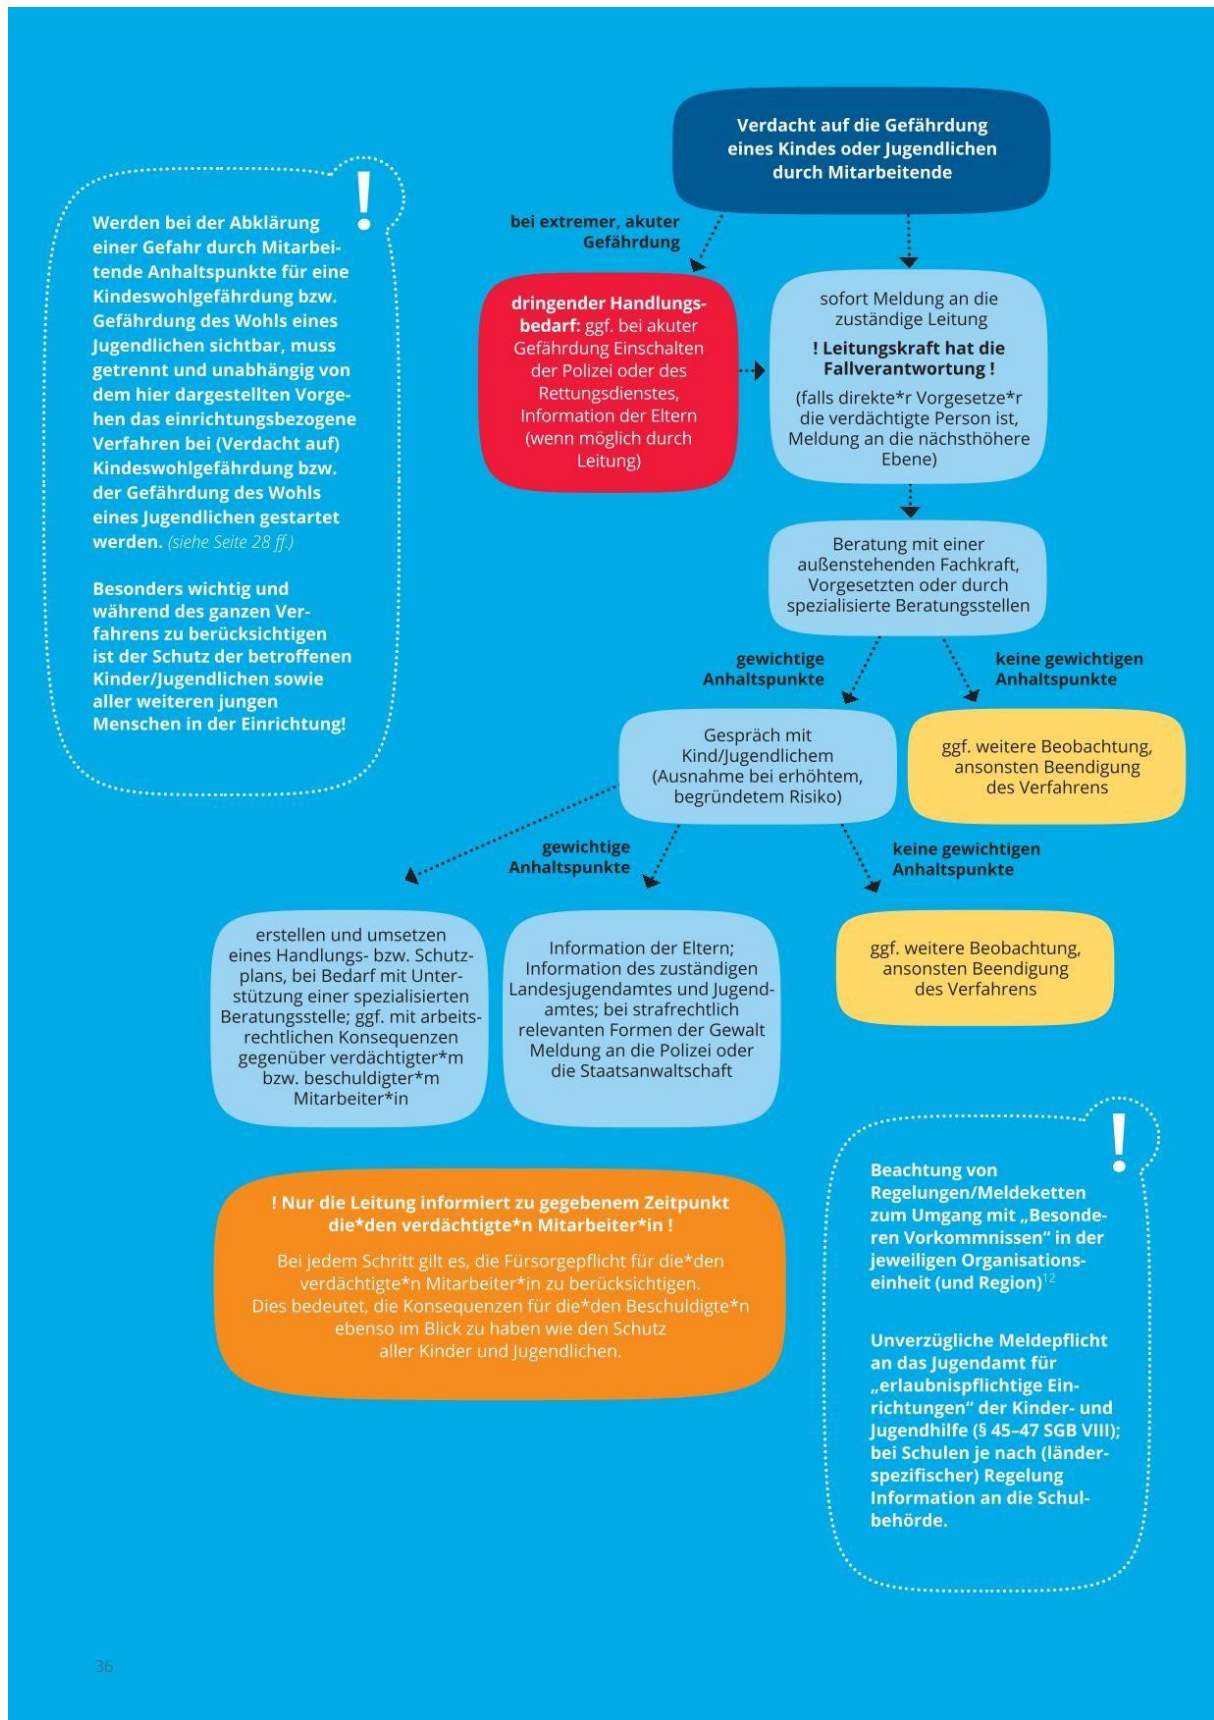 Verdacht auf die Gefährdung
eines Kindes oder Jugendlichen
durch Mitarbeitende
!
Werden bei der Abklärung
einer Gefahr durch Mitarbei-
tende Anhaltspunkte für eine
Kindeswohlgefährdung bzw.
Gefährdung des Wohls eines
Jugendlichen sichtbar, muss
getrennt und unabhängig von
dem hier dargestellten Vorge-
hen das einrichtungsbezogene
Verfahren bei (Verdacht auf)
Kindeswohlgefährdung bzw.
der Gefährdung des Wohls
eines Jugendlichen gestartet
werden. (siehe Seite 28 ff.)
Besonders wichtig und
während des ganzen Ver-
fahrens zu berücksichtigen
ist der Schutz der betroffenen
Kinder/Jugendlichen sowie
aller weiteren jungen
Menschen in der Einrichtung!
bei extremer, akuter
Gefährdung
dringender Handlungs-
bedarf: ggf. bei akuter
Gefährdung Einschalten
der Polizei oder des
Rettungsdienstes,
Information der Eltern
(wenn möglich durch
Leitung)
sofort Meldung an die
zuständige Leitung
! Leitungskraft hat die
Fallverantwortung !
(falls direkte*r Vorgesetze*r
die verdächtigte Person ist,
Meldung an die nächsthöhere
Ebene)
Beratung mit einer
außenstehenden Fachkraft,
Vorgesetzten oder durch
spezialisierte Beratungsstellen
gewichtige
Anhaltspunkte
keine gewichtigen
Anhaltspunkte
Gespräch mit
Kind/Jugendlichem
(Ausnahme bei erhöhtem,
begründetem Risiko)
ggf. weitere Beobachtung,
ansonsten Beendigung
des Verfahrens
gewichtige
Anhaltspunkte
keine gewichtigen
Anhaltspunkte
erstellen und umsetzen
eines Handlungs- bzw. Schutz-
plans, bei Bedarf mit Unter-
stützung einer spezialisierten
Beratungsstelle; ggf. mit arbeits-
rechtlichen Konsequenzen
gegenüber verdächtigter*m
bzw. beschuldigter*m
Mitarbeiter*in
Information der Eltern;
Information des zuständigen
Landesjugendamtes und Jugend-
amtes; bei strafrechtlich
relevanten Formen der Gewalt
Meldung an die Polizei oder
die Staatsanwaltschaft
ggf. weitere Beobachtung,
ansonsten Beendigung
des Verfahrens
! Nur die Leitung informiert zu gegebenem Zeitpunkt
die*den verdächtigte*n Mitarbeiter*in !
Bei jedem Schritt gilt es, die Fürsorgepflicht für die*den
verdächtigte*n Mitarbeiter*in zu berücksichtigen.
Dies bedeutet, die Konsequenzen für die*den Beschuldigte*n
ebenso im Blick zu haben wie den Schutz
aller Kinder und Jugendlichen.
!
Beachtung von
Regelungen/Meldeketten
zum Umgang mit „Besonde-
ren Vorkommnissen“ in der
jeweiligen Organisations-
einheit (und Region)12
Unverzügliche Meldepflicht
an das Jugendamt für
„erlaubnispflichtige Ein-
richtungen“ der Kinder- und
Jugendhilfe (§ 45–47 SGB VIII);
bei Schulen je nach (länder-
spezifischer) Regelung
Information an die Schul-
behörde.
36